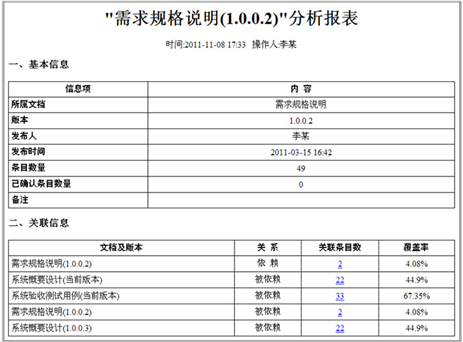 "需求规格说明(1.0.0.2)"分析报表
时间:2011-11-08 17:33 操作人:李某
一、基本信息
信息项 内 容
所属文档 需求规格说明
版本 1.0.0.2
发布人 李某
发布时间 2011-03-15 16:42
条目数量 49
已确认条目数量 0
备注
二、关联信息
文档及版本 关 系 关联条目数 覆盖率
需求规格说明(1.0.0.2) 依 赖 2 4.08%
系统概要设计(当前版本) 被依赖 22 44.9%
系统验收测试用例(当前版本) 被依赖 33 67.35%
需求规格说明(1.0.0.2) 被依赖 2 4.08%
系统概要设计(1.0.0.3) 被依赖 22 44.9%